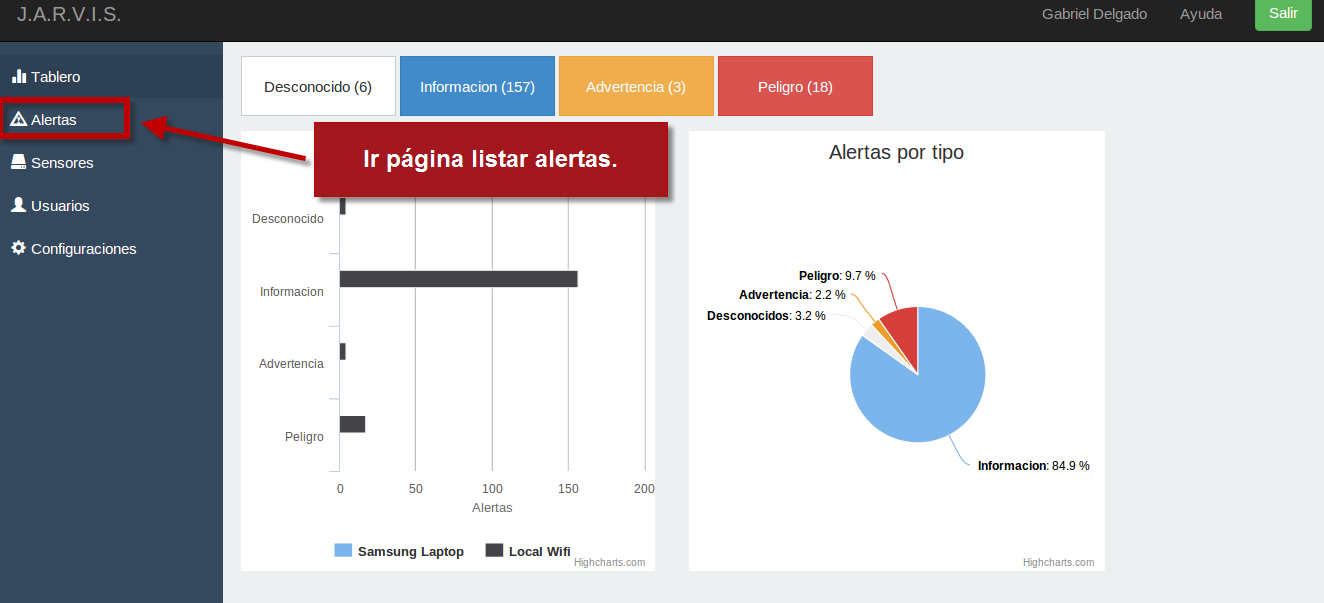 J.A.R.V.I.S.
Gabriel Delgado
Ayuda
Salir
Tablero
Alertas
Sensores
Usuarios
Configuraciones
Desconocido (6)
Informacion (157)
Advertencia (3)
Peligro (18)
Ir página listar alertas.
Desconocido
Informacion
Advertencia
Peligro
0 50 100 150 200
Alertas
Samsung Laptop Local Wifi
Highcharts.com
Alertas por tipo
Peligro: 9.7 %
Advertencia: 2.2 %
Desconocidos: 3.2 %
Informacion: 84.9 %
Highcharts.com